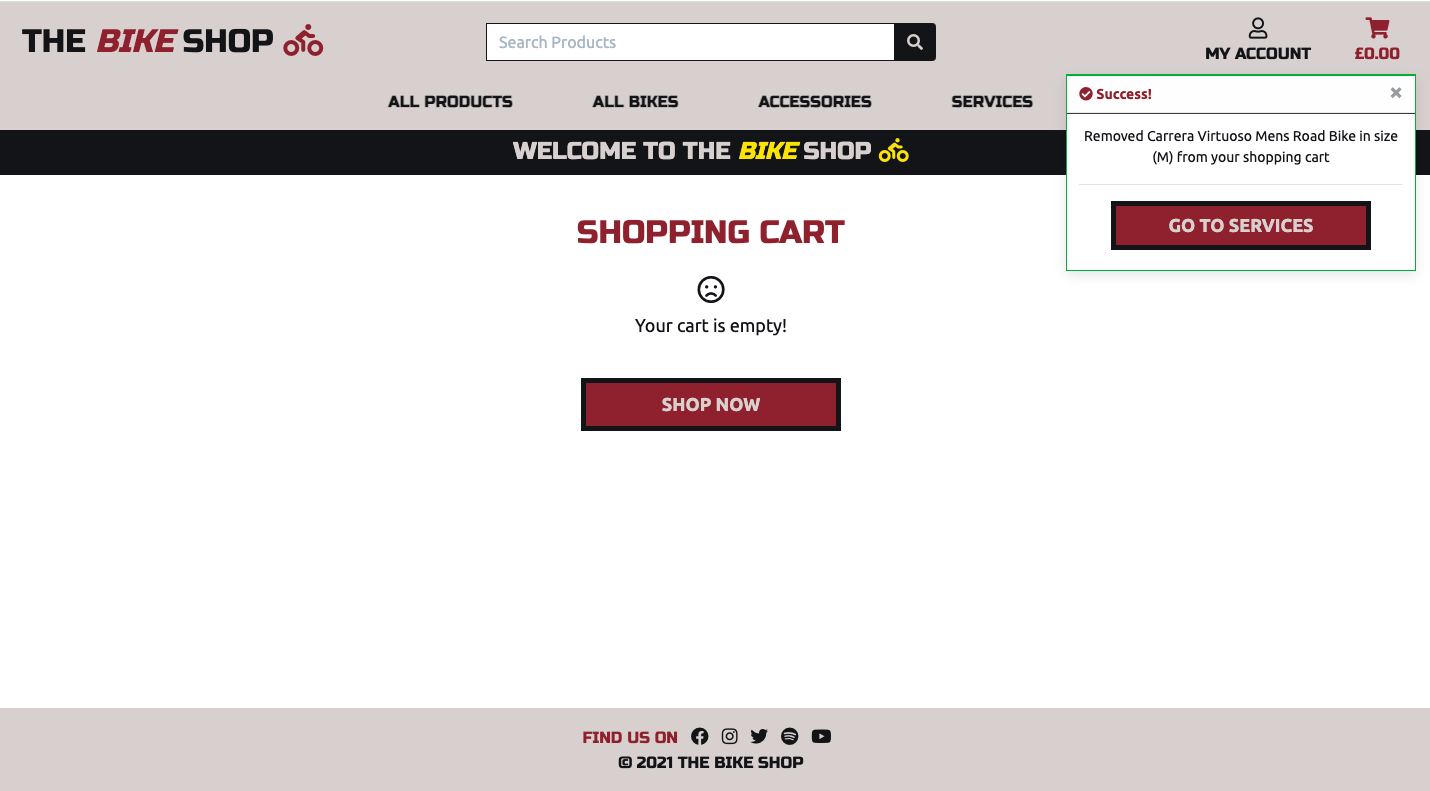 THE BIKE SHOP
Search Products
MY ACCOUNT
£0.00
ALL PRODUCTS
ALL BIKES
ACCESSORIES
SERVICES
WELCOME TO THE BIKE SHOP
Success!
×
Removed Carrera Virtuoso Mens Road Bike in size
(M) from your shopping cart
GO TO SERVICES
SHOPPING CART
Your cart is empty!
SHOP NOW
FIND US ON
© 2021 THE BIKE SHOP